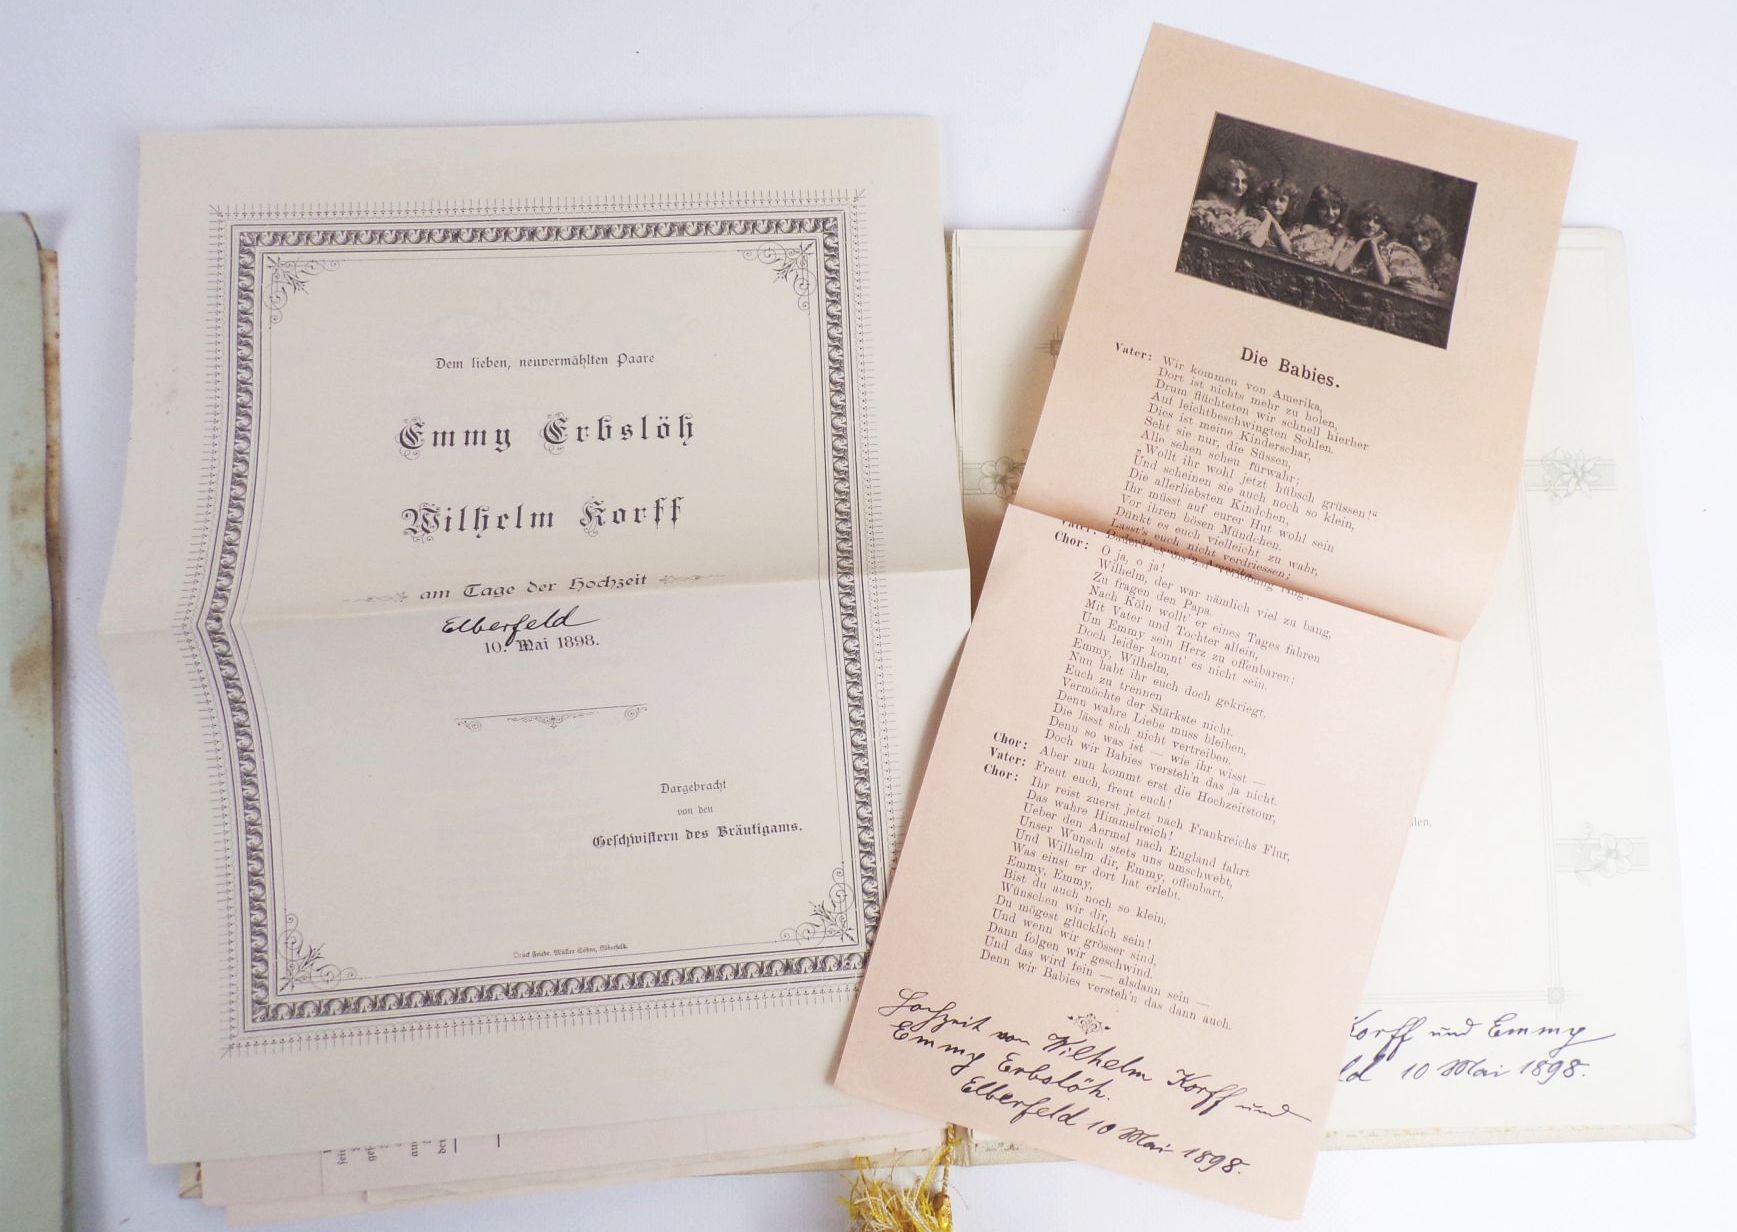 Dem lieben, neuvermählten Paare
Emmy Erbslöh
Wilhelm Korff
am Tage der Hochzeit
Elberfeld
10. Mai 1898.
Dargebracht
von den
Geschwistern des Bräutigams.
Druck Friedr. Müller Söhne, Elberfeld.
Die Babies.
Vater: Wir kommen von Amerika,
Dort ist nichts mehr zu holen,
Drum flüchteten wir schnell hierher
Auf leichtbeschwingten Sohlen.
Dies ist meine Kinderschar,
Seht sie nur, die Süssen,
Alle sehen scheu fürwahr;
„Wollt ihr wohl jetzt hübsch grüssen!“
Und scheinen sie auch noch so klein,
Die allerliebsten Kindchen,
Ihr müsst auf eurer Hut wohl sein
Vor ihren bösen Mündchen.
Dünkt es euch vielleicht zu wahr,
Lasst's euch nicht verdriessen;
Vater:
Chor: O ja, o ja!
Wilhelm, der war nämlich viel zu bang,
Zu fragen den Papa.
Nach Köln wollt' er eines Tages fahren
Mit Vater und Tochter allein,
Um Emmy sein Herz zu offenbaren;
Doch leider konnt' es nicht sein.
Emmy, Wilhelm,
Nun habt ihr euch doch gekriegt,
Euch zu trennen
Vermöchte der Stärkste nicht.
Denn wahre Liebe muss bleiben,
Die lässt sich nicht vertreiben,
Denn so was ist — wie ihr wisst —
Doch wir Babies versteh'n das ja nicht.
Chor: Aber nun kommt erst die Hochzeitstour,
Vater: Freut euch, freut euch!
Chor: Ihr reist zuerst jetzt nach Frankreichs Flur,
Das wahre Himmelreich!
Ueber den Aermel nach England fahrt
Unser Wunsch stets uns umschwebt,
Und Wilhelm dir, Emmy, offenbart,
Was einst er dort hat erlebt.
Emmy, Emmy,
Bist du auch noch so klein,
Wünschen wir dir,
Du mögest glücklich sein!
Und wenn wir grösser sind,
Dann folgen wir geschwind.
Und das wird fein — alsdann sein —
Denn wir Babies versteh'n das dann auch.
Hochzeit von Wilhelm Korff und
Emmy Erbslöh.
Elberfeld 10 Mai 1898.
len,
Korff und Emmy
ld 10 Mai 1898.